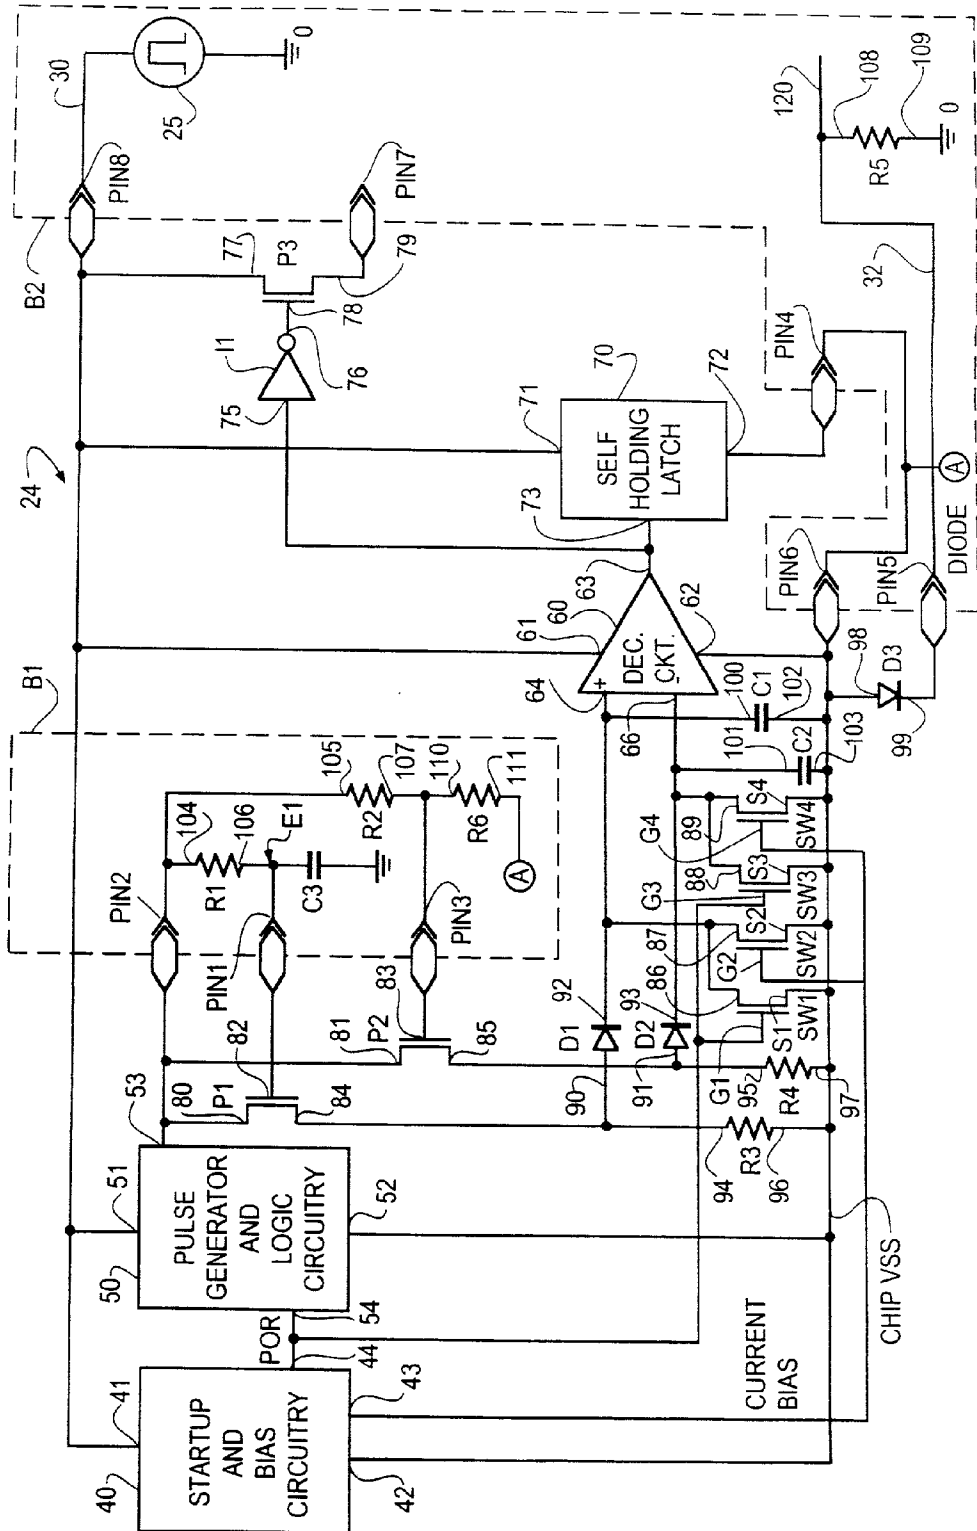 24
B1
B2
30
PIN8
25
0
40
41
STARTUP
AND
BIAS
CIRCUITRY
42
43
44
POR
54
50
51
PULSE
GENERATOR
AND
LOGIC
CIRCUITRY
52
53
80
P1
82
84
PIN2
PIN1
104
R1
106
E1
C3
105
R2
107
110
R6
111
A
PIN3
81
P2
83
85
77
P3
78
79
PIN7
I1
75
76
90
D1
92
91
D2
93
64
+
DEC.
CKT.
-
60
61
62
63
66
73
71
SELF
HOLDING
LATCH
70
72
PIN4
94
R3
96
95
R4
97
G1
S1
SW1
86
87
G2
S2
SW2
G3
88
S3
SW3
G4
89
S4
SW4
101
C2
103
100
C1
102
98
D3
99
PIN6
PIN5
DIODE
A
32
120
108
R5
109
0
CURRENT
BIAS
CHIP VSS